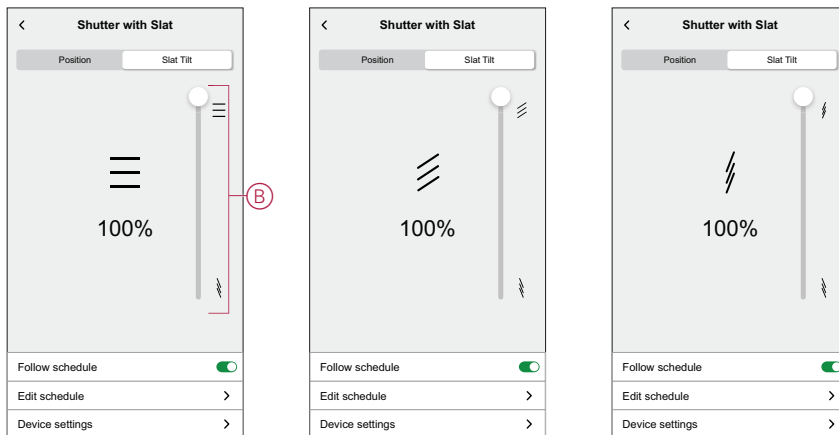 Shutter with Slat
Position Slat Tilt
100%
B
Follow schedule
Edit schedule
Device settings
Shutter with Slat
Position Slat Tilt
100%
Follow schedule
Edit schedule
Device settings
Shutter with Slat
Position Slat Tilt
100%
Follow schedule
Edit schedule
Device settings